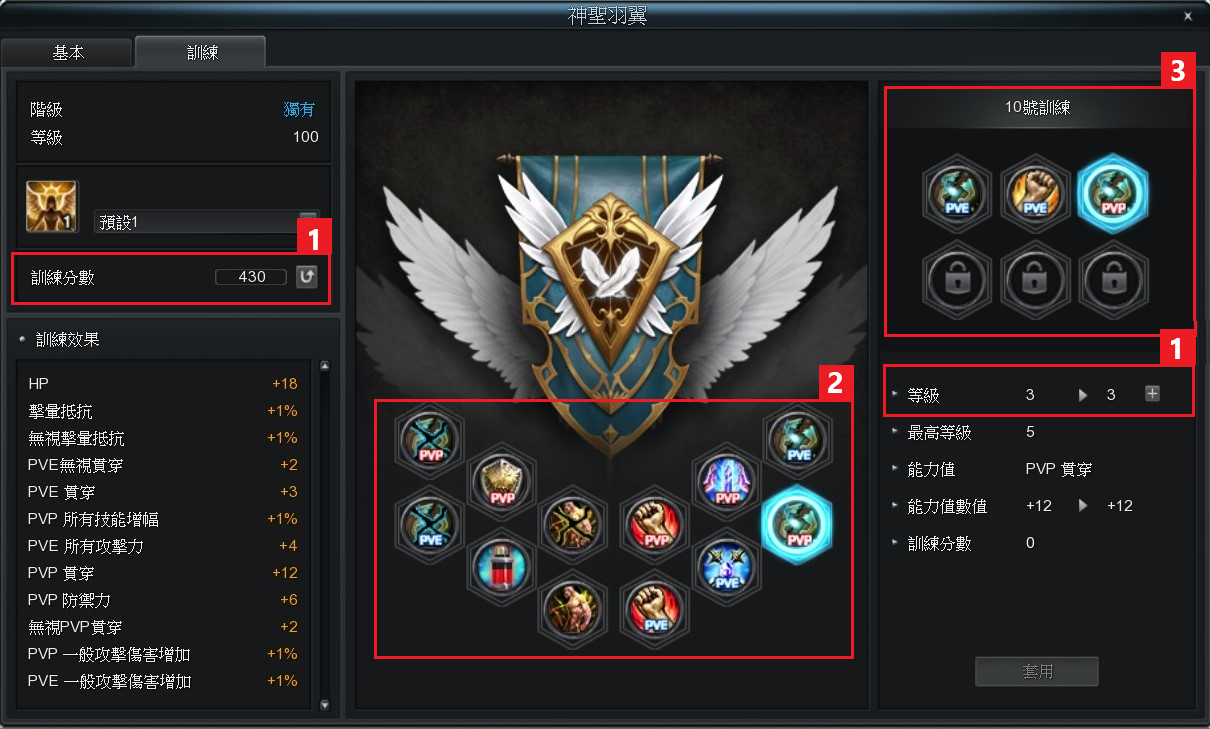 神聖羽翼
基本
訓練
階級 獨有
等級 100
1
預設1
1
訓練分數 430
訓練效果
HP +18
擊暈抵抗 +1%
無視擊暈抵抗 +1%
PVE無視貫穿 +2
PVE 貫穿 +3
PVP 所有技能增幅 +1%
PVE 所有攻擊力 +4
PVP 貫穿 +12
PVP 防禦力 +6
無視PVP貫穿 +2
PVP 一般攻擊傷害增加 +1%
PVE 一般攻擊傷害增加 +1%
2
PVP
PVE
PVP
PVP
PVE
PVP
PVP
PVE
PVE
3
10號訓練
PVE PVE PVP
1
等級 3 3
最高等級 5
能力值 PVP 貫穿
能力值數值 +12 +12
訓練分數 0
套用